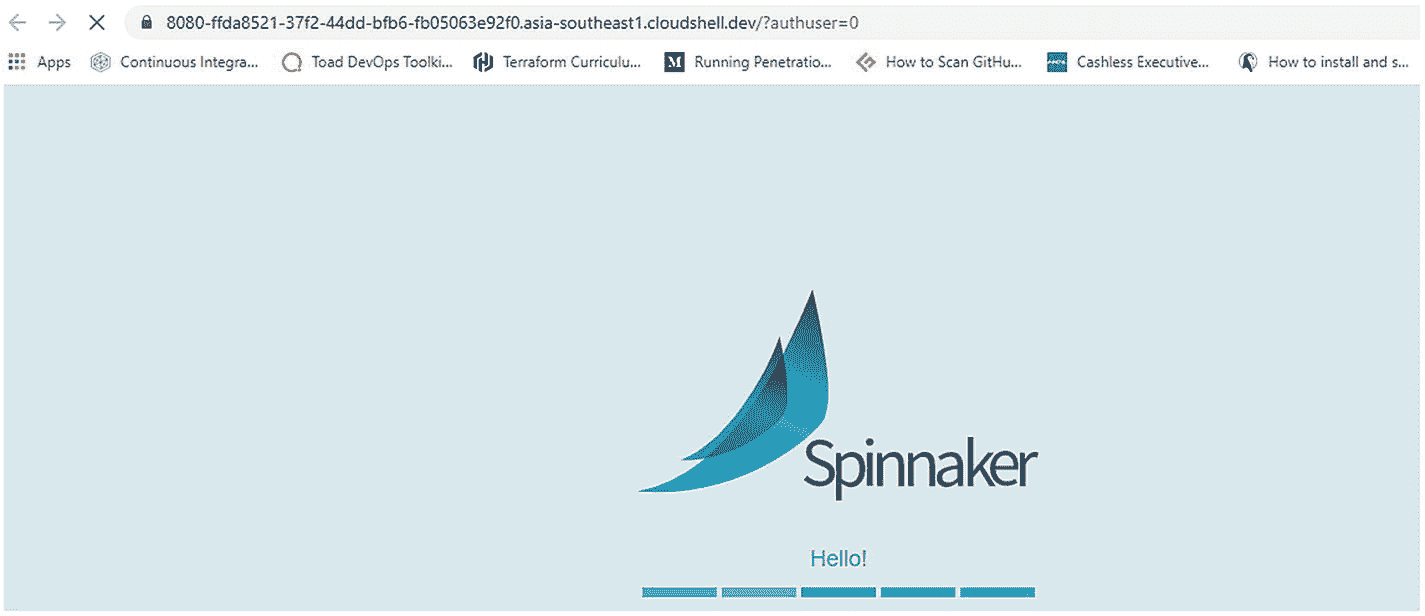 8080-ffda8521-37f2-44dd-bfb6-fb05063e92f0.asia-southeast1.cloudshell.dev/?authuser=0
Apps Continuous Integra... Toad DevOps Toolki... Terraform Curriculu... M Running Penetratio... How to Scan GitHu... Cashless Executive... How to install and s...
Spinnaker
Hello!